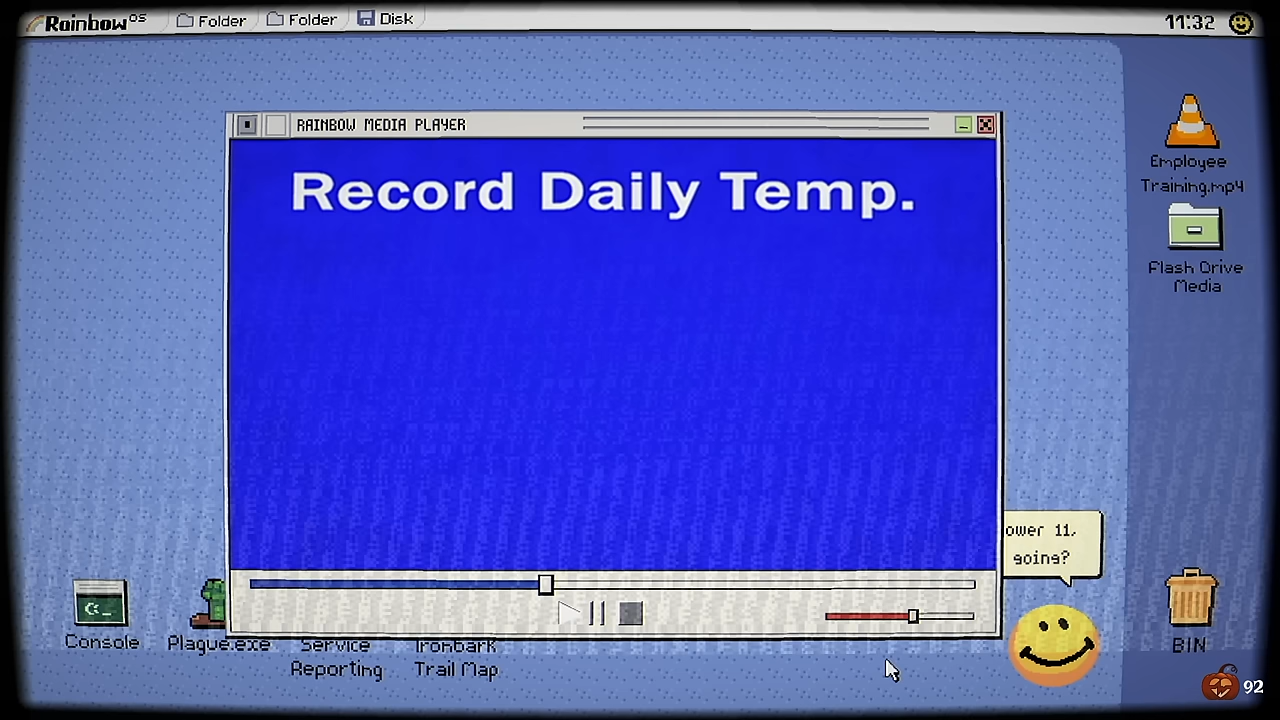 Rainbow OS Folder Folder Disk 11:32
RAINBOW MEDIA PLAYER
Record Daily Temp.
Employee
Training.mp4
Flash Drive
Media
ower 11,
going?
Console
Plague.exe
Service
Reporting
Ironbark
Trail Map
BIN
92